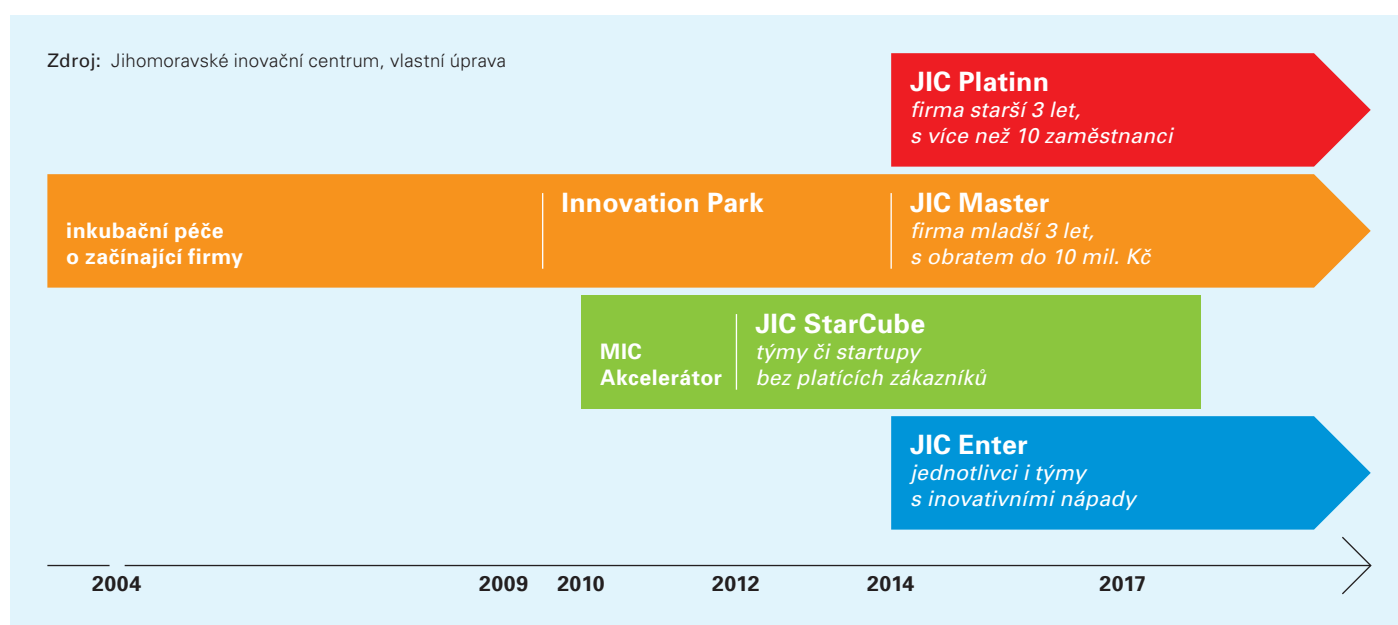 Zdroj: Jihomoravské inovační centrum, vlastní úprava
JIC Platinn
firma starší 3 let,
s více než 10 zaměstnanci
inkubační péče
o začínající firmy
Innovation Park
JIC Master
firma mladší 3 let,
s obratem do 10 mil. Kč
MIC
Akcelerátor
JIC StarCube
týmy či startupy
bez platících zákazníků
JIC Enter
jednotlivci i týmy
s inovativními nápady
2004 2009 2010 2012 2014 2017